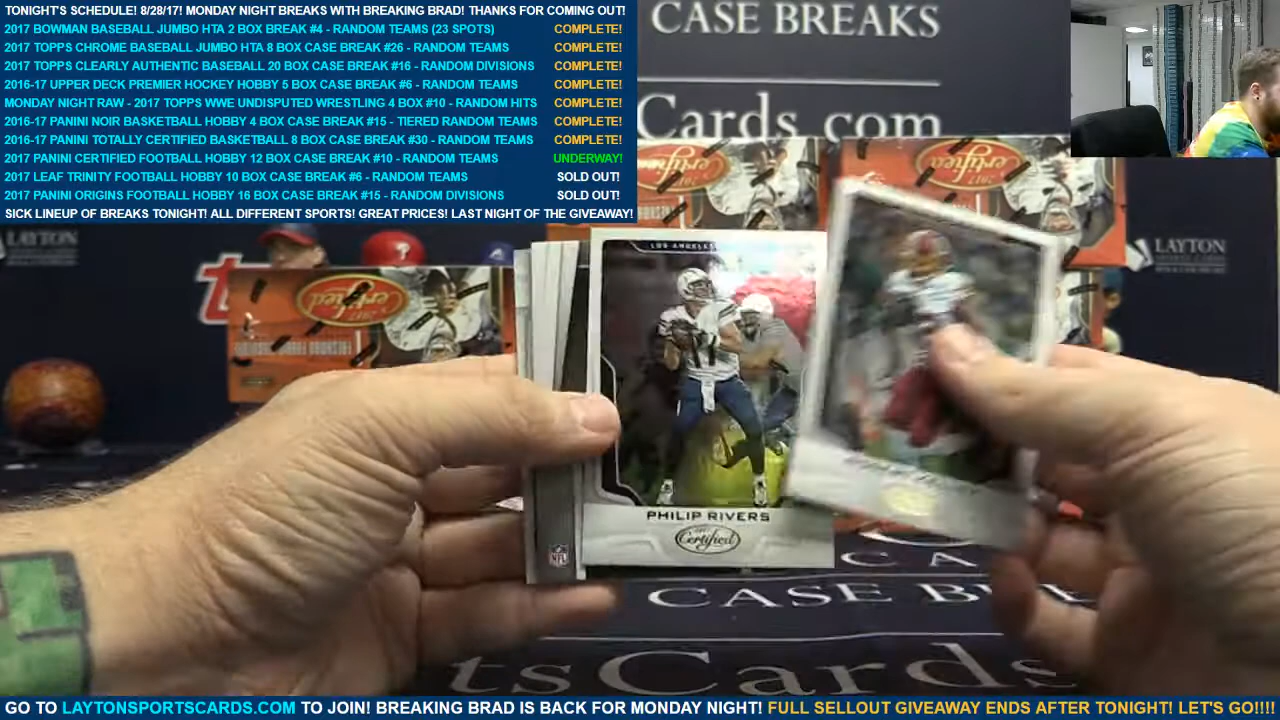 TONIGHT'S SCHEDULE! 8/28/17! MONDAY NIGHT BREAKS WITH BREAKING BRAD! THANKS FOR COMING OUT!
2017 BOWMAN BASEBALL JUMBO HTA 2 BOX BREAK #4 - RANDOM TEAMS (23 SPOTS) COMPLETE!
2017 TOPPS CHROME BASEBALL JUMBO HTA 8 BOX CASE BREAK #26 - RANDOM TEAMS COMPLETE!
2017 TOPPS CLEARLY AUTHENTIC BASEBALL 20 BOX CASE BREAK #16 - RANDOM DIVISIONS COMPLETE!
2016-17 UPPER DECK PREMIER HOCKEY HOBBY 5 BOX CASE BREAK #6 - RANDOM TEAMS COMPLETE!
MONDAY NIGHT RAW - 2017 TOPPS WWE UNDISPUTED WRESTLING 4 BOX #10 - RANDOM HITS COMPLETE!
2016-17 PANINI NOIR BASKETBALL HOBBY 4 BOX CASE BREAK #15 - TIERED RANDOM TEAMS COMPLETE!
2016-17 PANINI TOTALLY CERTIFIED BASKETBALL 8 BOX CASE BREAK #30 - RANDOM TEAMS COMPLETE!
2017 PANINI CERTIFIED FOOTBALL HOBBY 12 BOX CASE BREAK #10 - RANDOM TEAMS UNDERWAY!
2017 LEAF TRINITY FOOTBALL HOBBY 10 BOX CASE BREAK #6 - RANDOM TEAMS SOLD OUT!
2017 PANINI ORIGINS FOOTBALL HOBBY 16 BOX CASE BREAK #15 - RANDOM DIVISIONS SOLD OUT!
SICK LINEUP OF BREAKS TONIGHT! ALL DIFFERENT SPORTS! GREAT PRICES! LAST NIGHT OF THE GIVEAWAY!
CASE BREAKS
Cards.com
2017 Certified
2017 Certified
2017 Certified
LAYTON
LAYTON
LOS ANGELES
PHILIP RIVERS
Certified
NFL
CA
CASE B
tsCards
GO TO LAYTONSPORTSCARDS.COM TO JOIN! BREAKING BRAD IS BACK FOR MONDAY NIGHT! FULL SELLOUT GIVEAWAY ENDS AFTER TONIGHT! LET'S GO!!!!